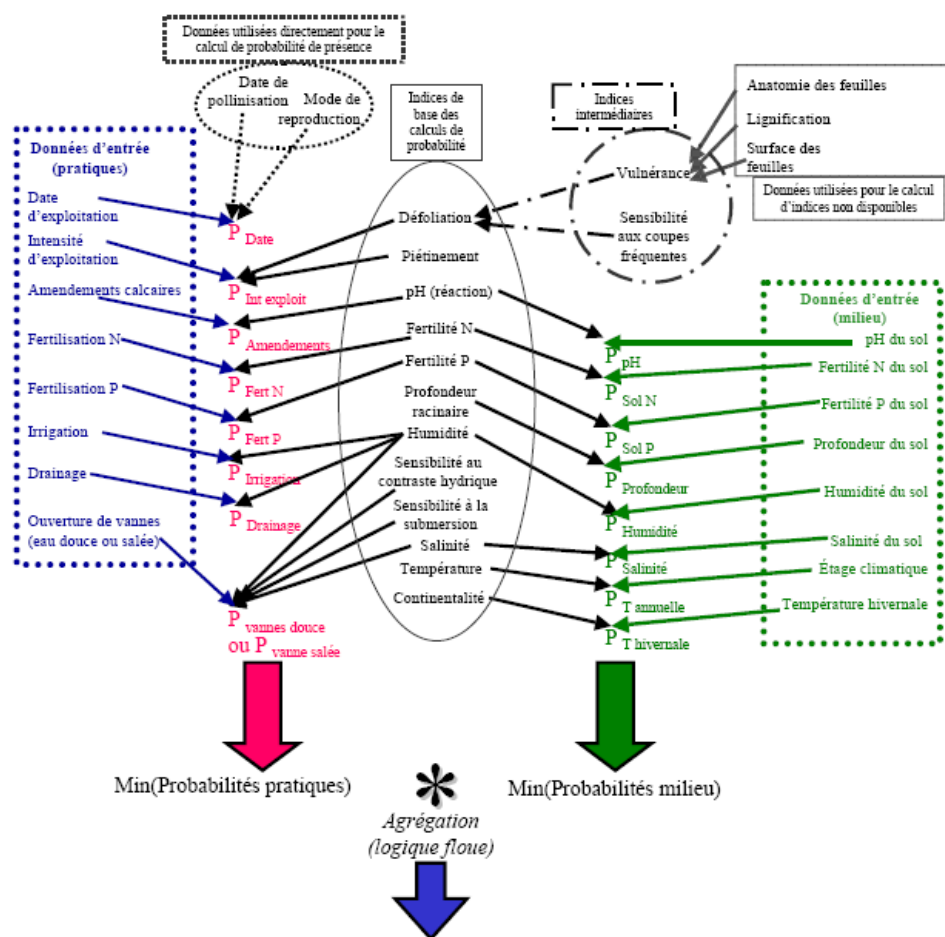 Données utilisées directement pour le
calcul de probabilité de présence
Date de
pollinisation
Mode de
reproduction
Indices de
base des
calculs de
probabilité
Indices
intermédiaires
Anatomie des feuilles
Lignification
Surface des
feuilles
Données utilisées pour le calcul
d'indices non disponibles
Vulnérance
Sensibilité
aux coupes
fréquentes
Données d'entrée
(pratiques)
Date
d'exploitation
Intensité
d'exploitation
Amendements calcaires
Fertilisation N
Fertilisation P
Irrigation
Drainage
Ouverture de vannes
(eau douce ou salée)
P Date
P Int exploit
P Amendements
P Fert N
P Fert P
P Irrigation
P Drainage
P vannes douce
ou P vanne salée
Défoliation
Piétinement
pH (réaction)
Fertilité N
Fertilité P
Profondeur
racinaire
Humidité
Sensibilité au
contraste hydrique
Sensibilité à la
submersion
Salinité
Température
Continentalité
P pH
P Sol N
P Sol P
P Profondeur
P Humidité
P Salinité
P T annuelle
P T hivernale
Données d'entrée
(milieu)
pH du sol
Fertilité N du sol
Fertilité P du sol
Profondeur du sol
Humidité du sol
Salinité du sol
Étage climatique
Température hivernale
Min(Probabilités pratiques)
*
Min(Probabilités milieu)
Agrégation
(logique floue)